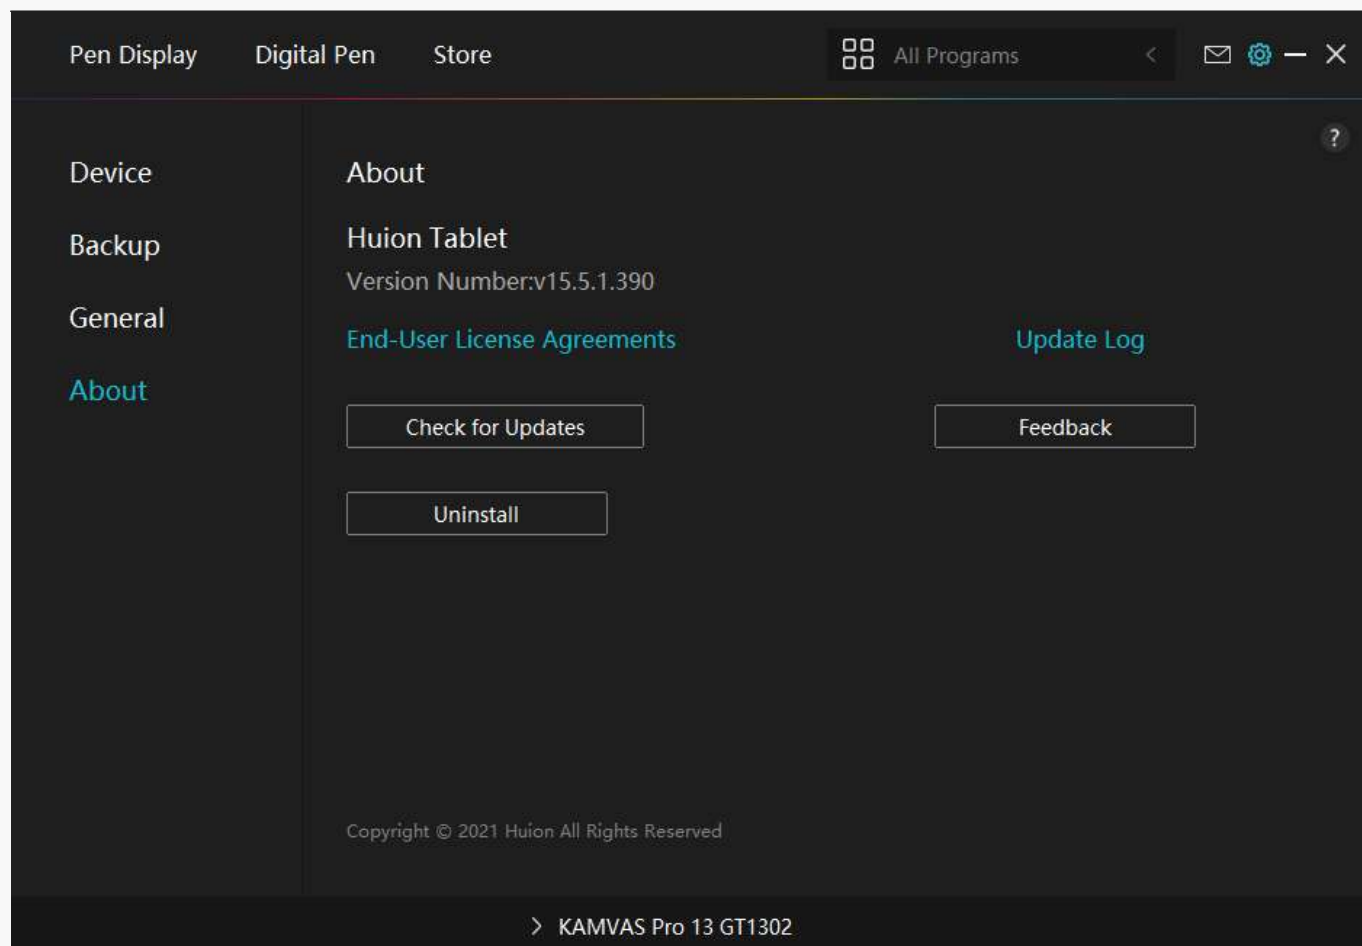 Pen Display Digital Pen Store All Programs
?
Device
Backup
General
About
About
Huion Tablet
Version Number:v15.5.1.390
End-User License Agreements Update Log
Check for Updates Feedback
Uninstall
Copyright © 2021 Huion All Rights Reserved
KAMVAS Pro 13 GT1302